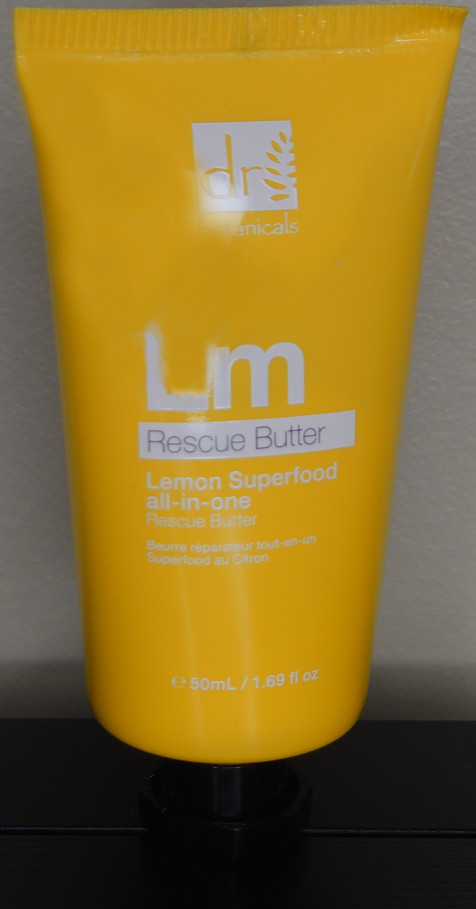 dr
anicals
Lm
Rescue Butter
Lemon Superfood
all-in-one
Rescue Butter
Beurre réparateur tout-en-un
Superfood au Citron
℮ 50mL / 1.69 fl oz